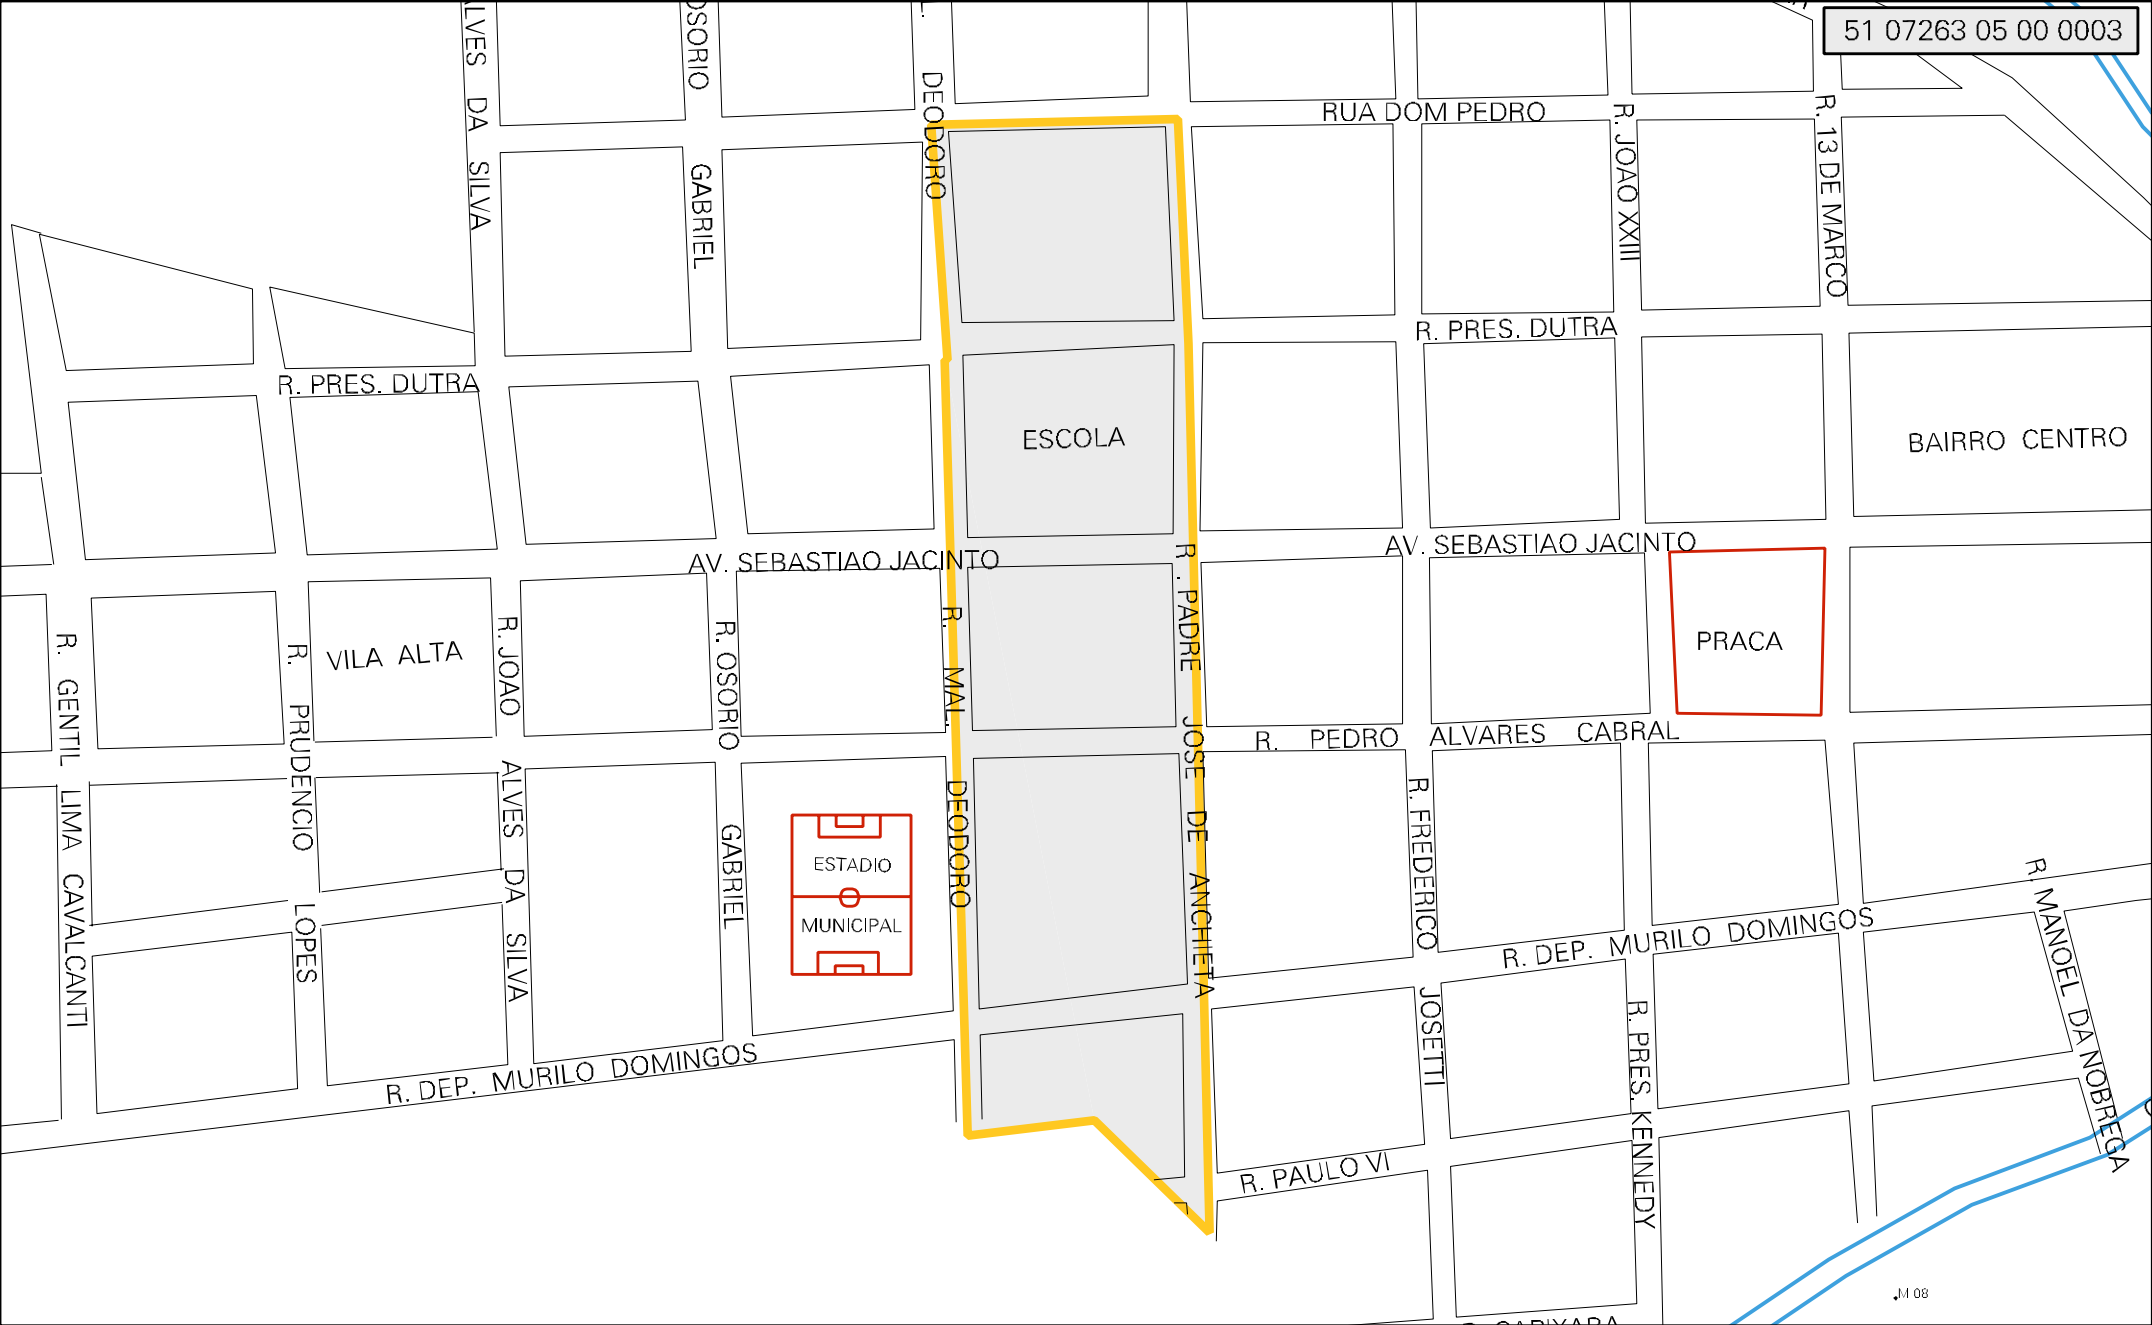 51 07263 05 00 0003
ALVES DA SILVA
OSORIO
GABRIEL
DEODORO
RUA DOM PEDRO
R. JOAO XXIII
R. 13 DE MARCO
R. PRES. DUTRA
R. PRES. DUTRA
ESCOLA
BAIRRO CENTRO
AV. SEBASTIAO JACINTO
AV. SEBASTIAO JACINTO
PRACA
VILA ALTA
R. GENTIL LIMA CAVALCANTI
R. PRUDENCIO LOPES
R. JOAO ALVES DA SILVA
R. OSORIO GABRIEL
R. MAL. DEODORO
R. PADRE JOSE DE ANCHIETA
R. PEDRO ALVARES CABRAL
ESTADIO
MUNICIPAL
R. FREDERICO JOSETTI
R. DEP. MURILO DOMINGOS
R. DEP. MURILO DOMINGOS
R. MANOEL DA NOBREGA
R. PRES. KENNEDY
R. PAULO VI
M 08